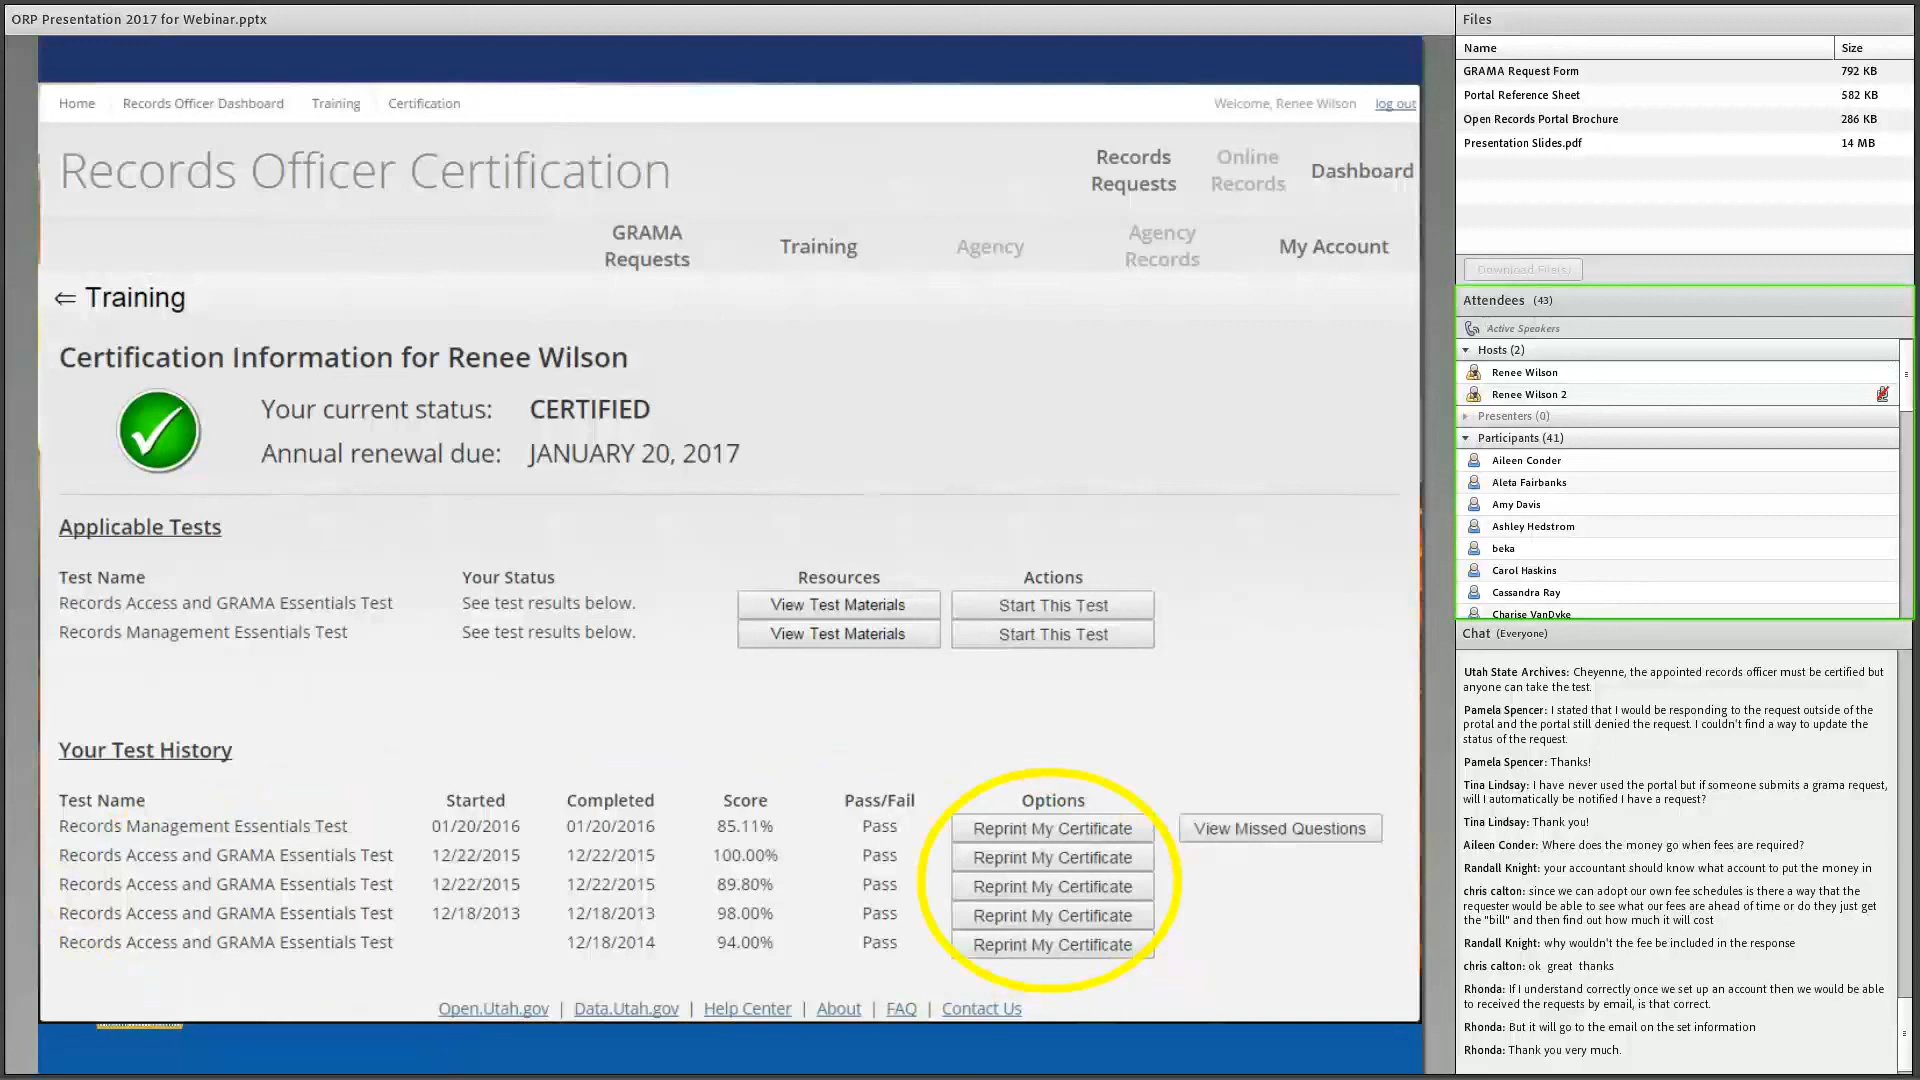 ORP Presentation 2017 for Webinar.pptx
Home Records Officer Dashboard Training Certification Welcome, Renee Wilson log out
Records Officer Certification
Records Requests Online Records Dashboard
GRAMA Requests Training Agency Agency Records My Account
⇐ Training
Certification Information for Renee Wilson
Your current status: CERTIFIED
Annual renewal due: JANUARY 20, 2017
Applicable Tests
Test Name Your Status Resources Actions
Records Access and GRAMA Essentials Test See test results below. View Test Materials Start This Test
Records Management Essentials Test See test results below. View Test Materials Start This Test
Your Test History
Test Name Started Completed Score Pass/Fail Options
Records Management Essentials Test 01/20/2016 01/20/2016 85.11% Pass Reprint My Certificate View Missed Questions
Records Access and GRAMA Essentials Test 12/22/2015 12/22/2015 100.00% Pass Reprint My Certificate
Records Access and GRAMA Essentials Test 12/22/2015 12/22/2015 89.80% Pass Reprint My Certificate
Records Access and GRAMA Essentials Test 12/18/2013 12/18/2013 98.00% Pass Reprint My Certificate
Records Access and GRAMA Essentials Test 12/18/2014 94.00% Pass Reprint My Certificate
Open.Utah.gov | Data.Utah.gov | Help Center | About | FAQ | Contact Us
Files
Name Size
GRAMA Request Form 792 KB
Portal Reference Sheet 582 KB
Open Records Portal Brochure 286 KB
Presentation Slides.pdf 14 MB
Download File(s)
Attendees (43)
Active Speakers
Hosts (2)
Renee Wilson
Renee Wilson 2
Presenters (0)
Participants (41)
Aileen Conder
Aleta Fairbanks
Amy Davis
Ashley Hedstrom
beka
Carol Haskins
Cassandra Ray
Charise VanDyke
Chat (Everyone)
Utah State Archives: Cheyenne, the appointed records officer must be certified but
anyone can take the test.
Pamela Spencer: I stated that I would be responding to the request outside of the
protal and the portal still denied the request. I couldn't find a way to update the
status of the request.
Pamela Spencer: Thanks!
Tina Lindsay: I have never used the portal but if someone submits a grama request,
will I automatically be notified I have a request?
Tina Lindsay: Thank you!
Aileen Conder: Where does the money go when fees are required?
Randall Knight: your accountant should know what account to put the money in
chris calton: since we can adopt our own fee schedules is there a way that the
requester would be able to see what our fees are ahead of time or do they just get
the "bill" and then find out how much it will cost
Randall Knight: why wouldn't the fee be included in the response
chris calton: ok great thanks
Rhonda: If I understand correctly once we set up an account then we would be able
to received the requests by email, is that correct.
Rhonda: But it will go to the email on the set information
Rhonda: Thank you very much.